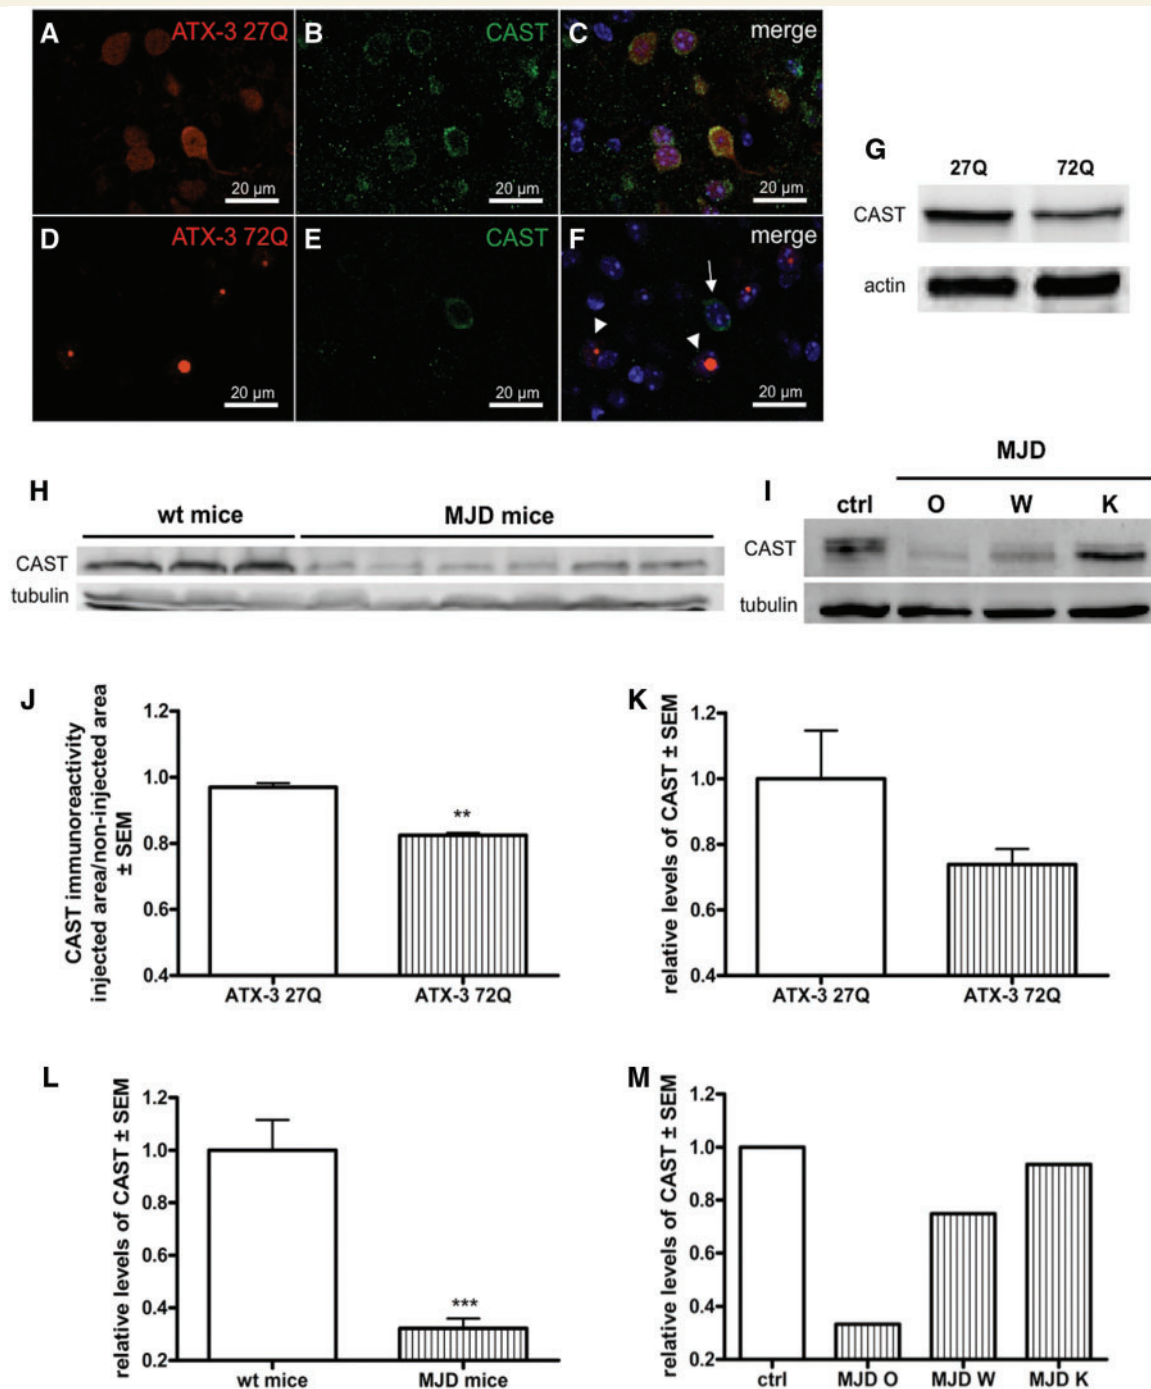 A ATX-3 27Q
B CAST
C merge
20 µm
20 µm
20 µm
D ATX-3 72Q
E CAST
F merge
20 µm
20 µm
20 µm
G
27Q 72Q
CAST
actin
H
wt mice MJD mice
CAST
tubulin
I
MJD
ctrl O W K
CAST
tubulin
J
CAST immunoreactivity
injected area/non-injected area
± SEM
1.2
1.0
0.8
0.6
0.4
**
ATX-3 27Q ATX-3 72Q
K
relative levels of CAST ± SEM
1.2
1.0
0.8
0.6
0.4
ATX-3 27Q ATX-3 72Q
L
relative levels of CAST ± SEM
1.2
1.0
0.8
0.6
0.4
0.2
***
wt mice MJD mice
M
relative levels of CAST ± SEM
1.2
1.0
0.8
0.6
0.4
0.2
ctrl MJD O MJD W MJD K